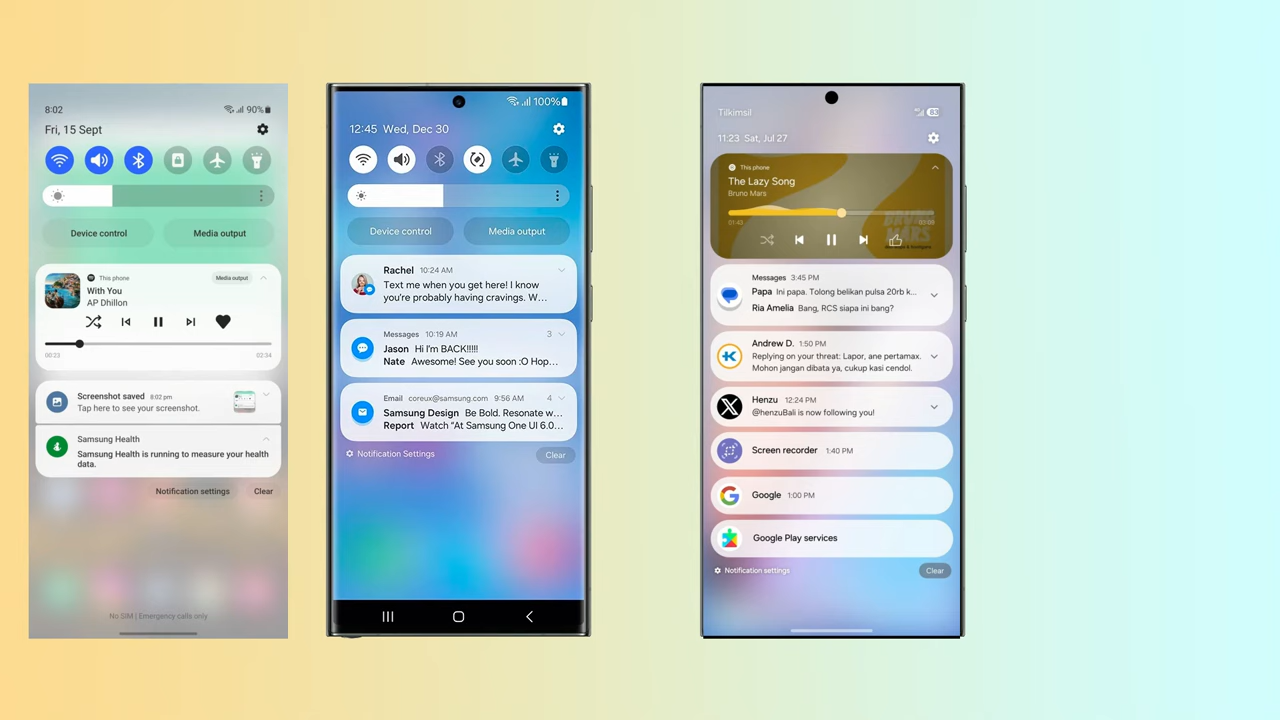 8:02
90%
Fri, 15 Sept
Device control
Media output
This phone
Media output
With You
AP Dhillon
00:23
02:34
Screenshot saved 8:02 pm
Tap here to see your screenshot.
Samsung Health
Samsung Health is running to measure your health
data.
Notification settings
Clear
No SIM | Emergency calls only
100%
12:45 Wed, Dec 30
Device control
Media output
Rachel 10:24 AM
Text me when you get here! I know
you're probably having cravings. W...
Messages 10:19 AM 3
Jason Hi I'm BACK!!!!!
Nate Awesome! See you soon :O Hop...
Email coreux@samsung.com 9:56 AM 4
Samsung Design Be Bold. Resonate w...
Report Watch "At Samsung One UI 6.0...
Notification Settings
Clear
Tilkimsil
83
11:23 Sat, Jul 27
This phone
The Lazy Song
Bruno Mars
01:43
03:09
BRUNO
MARS
Messages 3:45 PM
Papa Ini papa. Tolong belikan pulsa 20rb k...
Ria Amelia Bang, RCS siapa ini bang?
Andrew D. 1:50 PM
Replying on your threat: Lapor, ane pertamax.
Mohon jangan dibata ya, cukup kasi cendol.
Henzu 12:24 PM
@henzuBali is now following you!
Screen recorder 1:40 PM
Google 1:00 PM
Google Play services
Notification settings
Clear